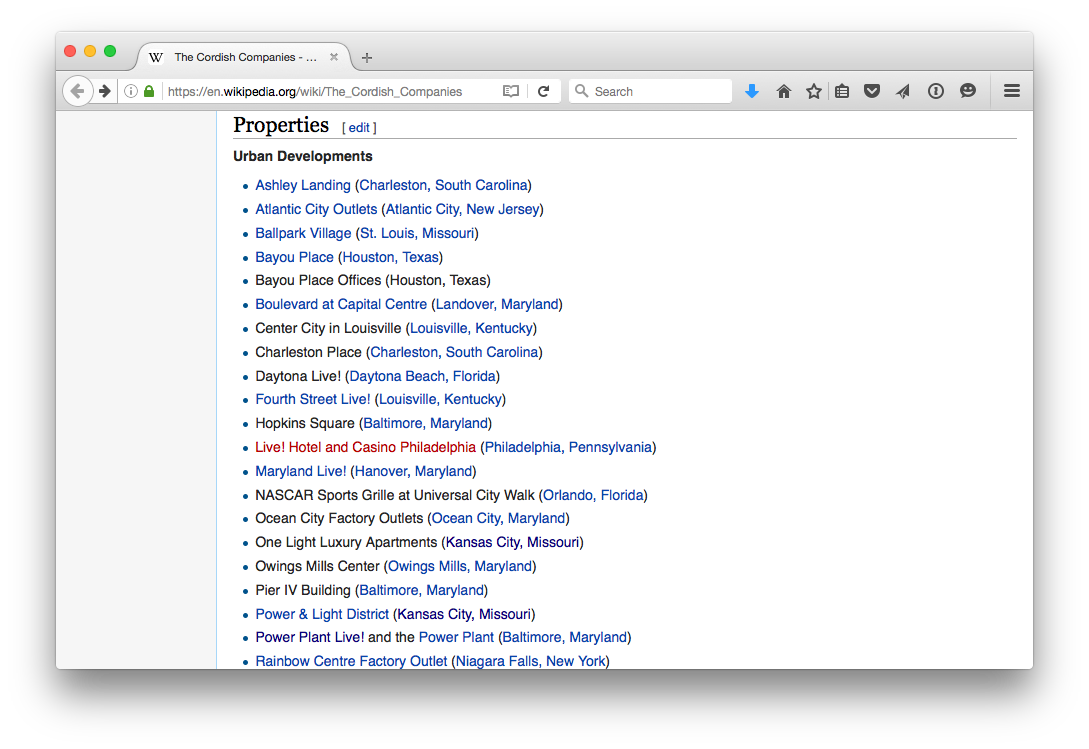 W The Cordish Companies - ...
https://en.wikipedia.org/wiki/The_Cordish_Companies
Search
Properties [ edit ]
Urban Developments
Ashley Landing (Charleston, South Carolina)
Atlantic City Outlets (Atlantic City, New Jersey)
Ballpark Village (St. Louis, Missouri)
Bayou Place (Houston, Texas)
Bayou Place Offices (Houston, Texas)
Boulevard at Capital Centre (Landover, Maryland)
Center City in Louisville (Louisville, Kentucky)
Charleston Place (Charleston, South Carolina)
Daytona Live! (Daytona Beach, Florida)
Fourth Street Live! (Louisville, Kentucky)
Hopkins Square (Baltimore, Maryland)
Live! Hotel and Casino Philadelphia (Philadelphia, Pennsylvania)
Maryland Live! (Hanover, Maryland)
NASCAR Sports Grille at Universal City Walk (Orlando, Florida)
Ocean City Factory Outlets (Ocean City, Maryland)
One Light Luxury Apartments (Kansas City, Missouri)
Owings Mills Center (Owings Mills, Maryland)
Pier IV Building (Baltimore, Maryland)
Power & Light District (Kansas City, Missouri)
Power Plant Live! and the Power Plant (Baltimore, Maryland)
Rainbow Centre Factory Outlet (Niagara Falls, New York)